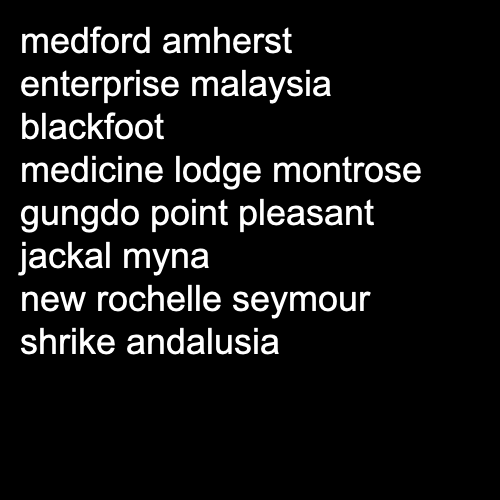 medford amherst
enterprise malaysia
blackfoot
medicine lodge montrose
gungdo point pleasant
jackal myna
new rochelle seymour
shrike andalusia